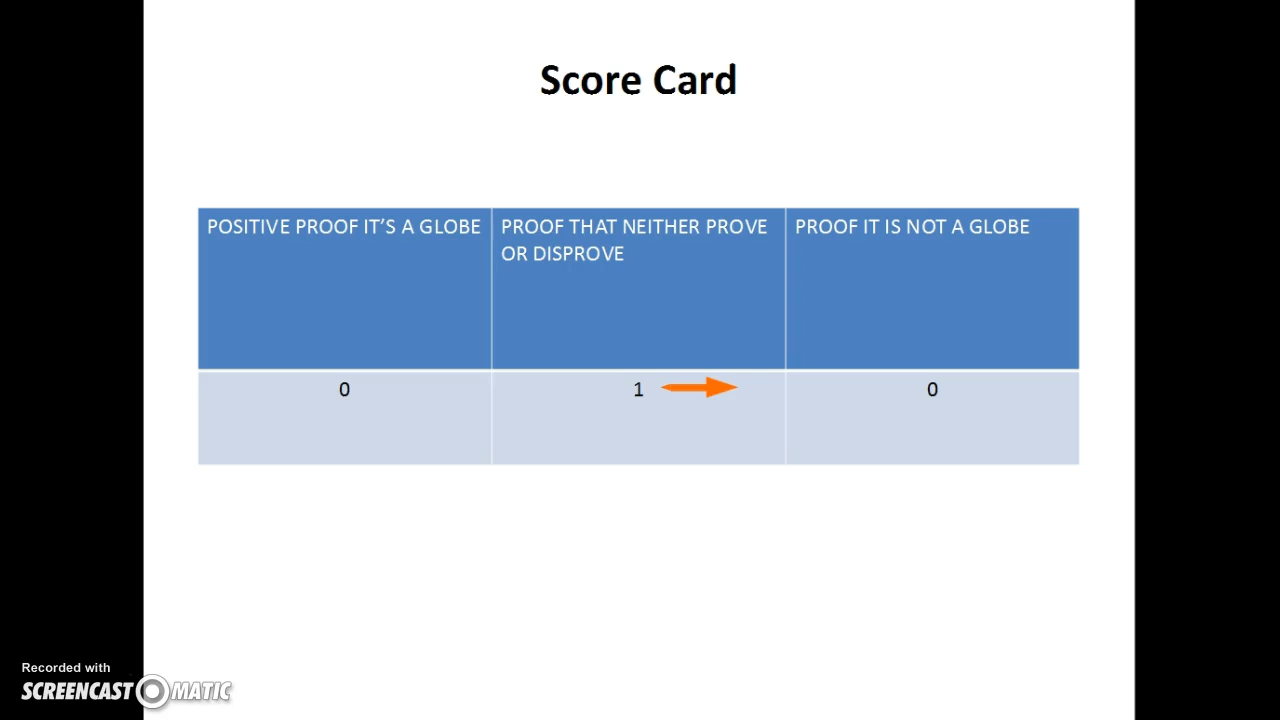 Score Card
POSITIVE PROOF IT’S A GLOBE
PROOF THAT NEITHER PROVE
OR DISPROVE
PROOF IT IS NOT A GLOBE
0
1
0
Recorded with
SCREENCAST MATIC